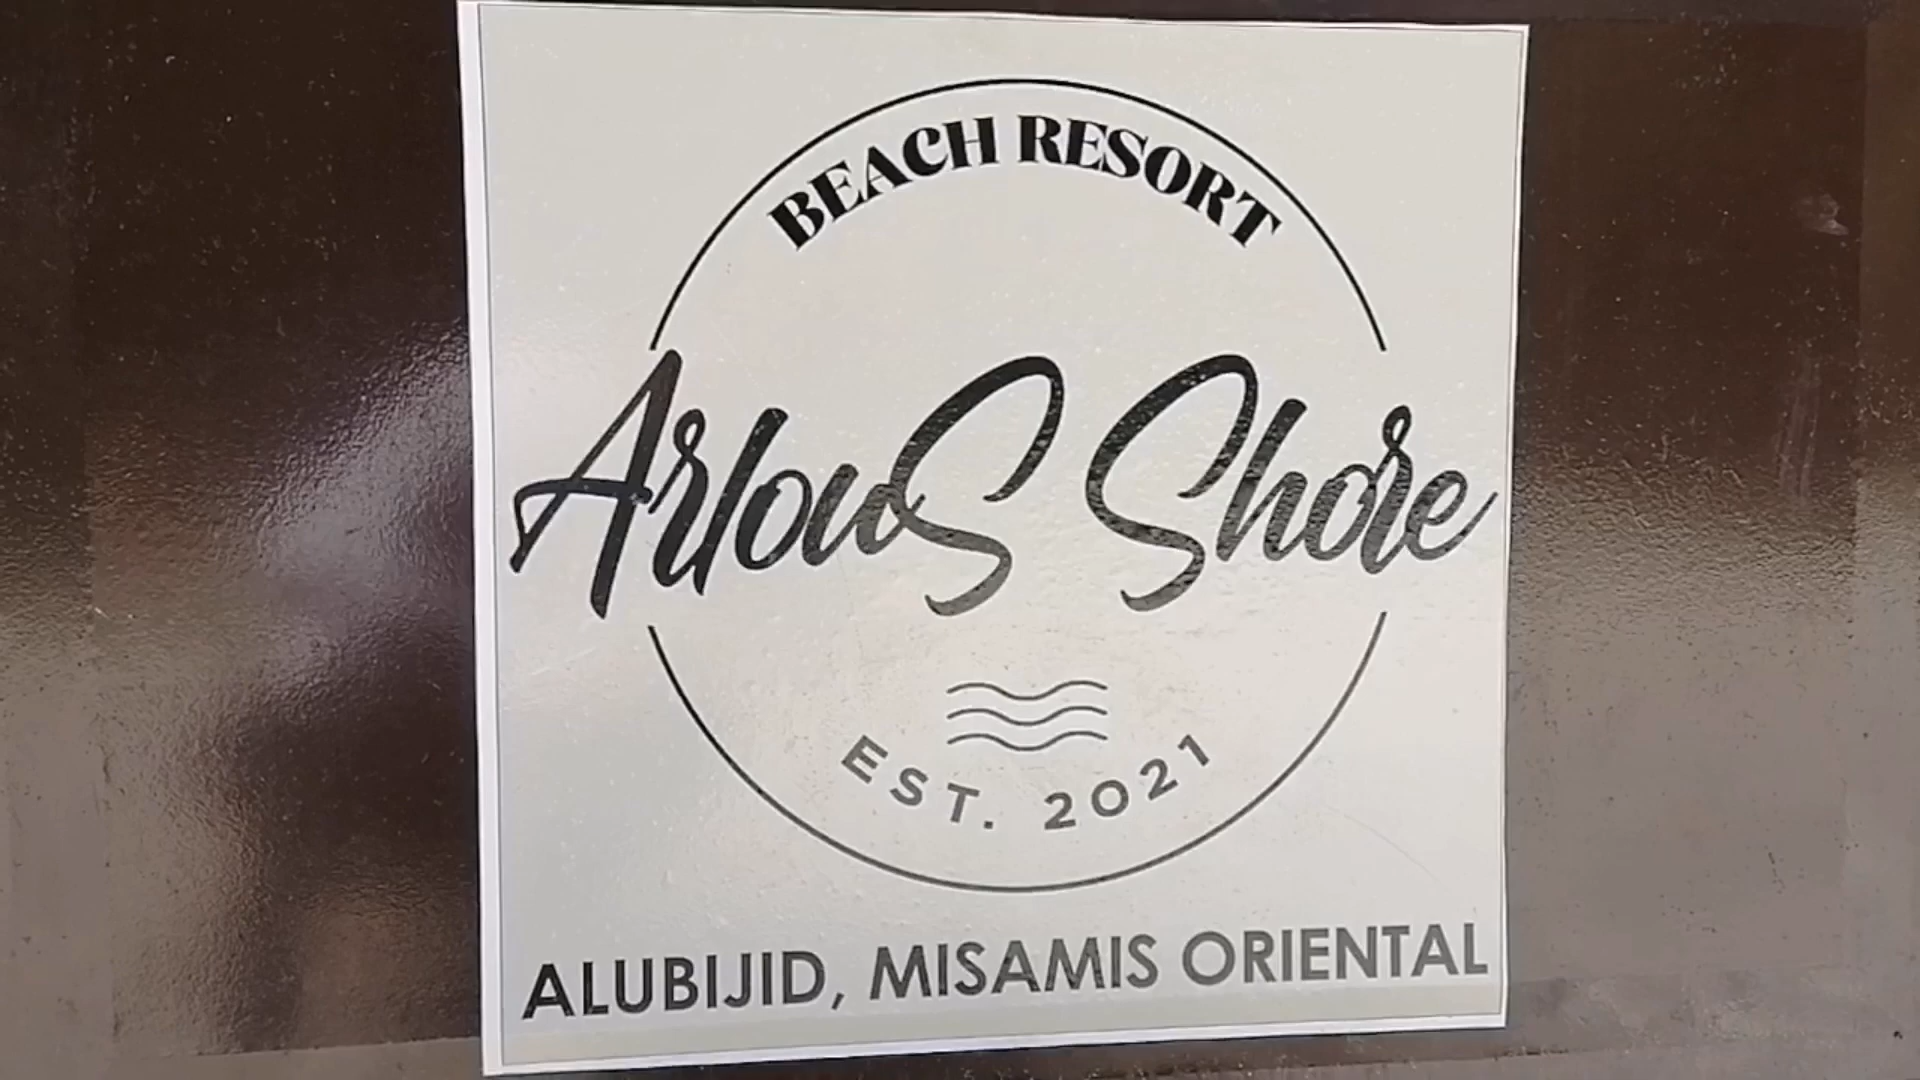 BEACH RESORT
ArlouS Shore
EST. 2021
ALUBIJID, MISAMIS ORIENTAL